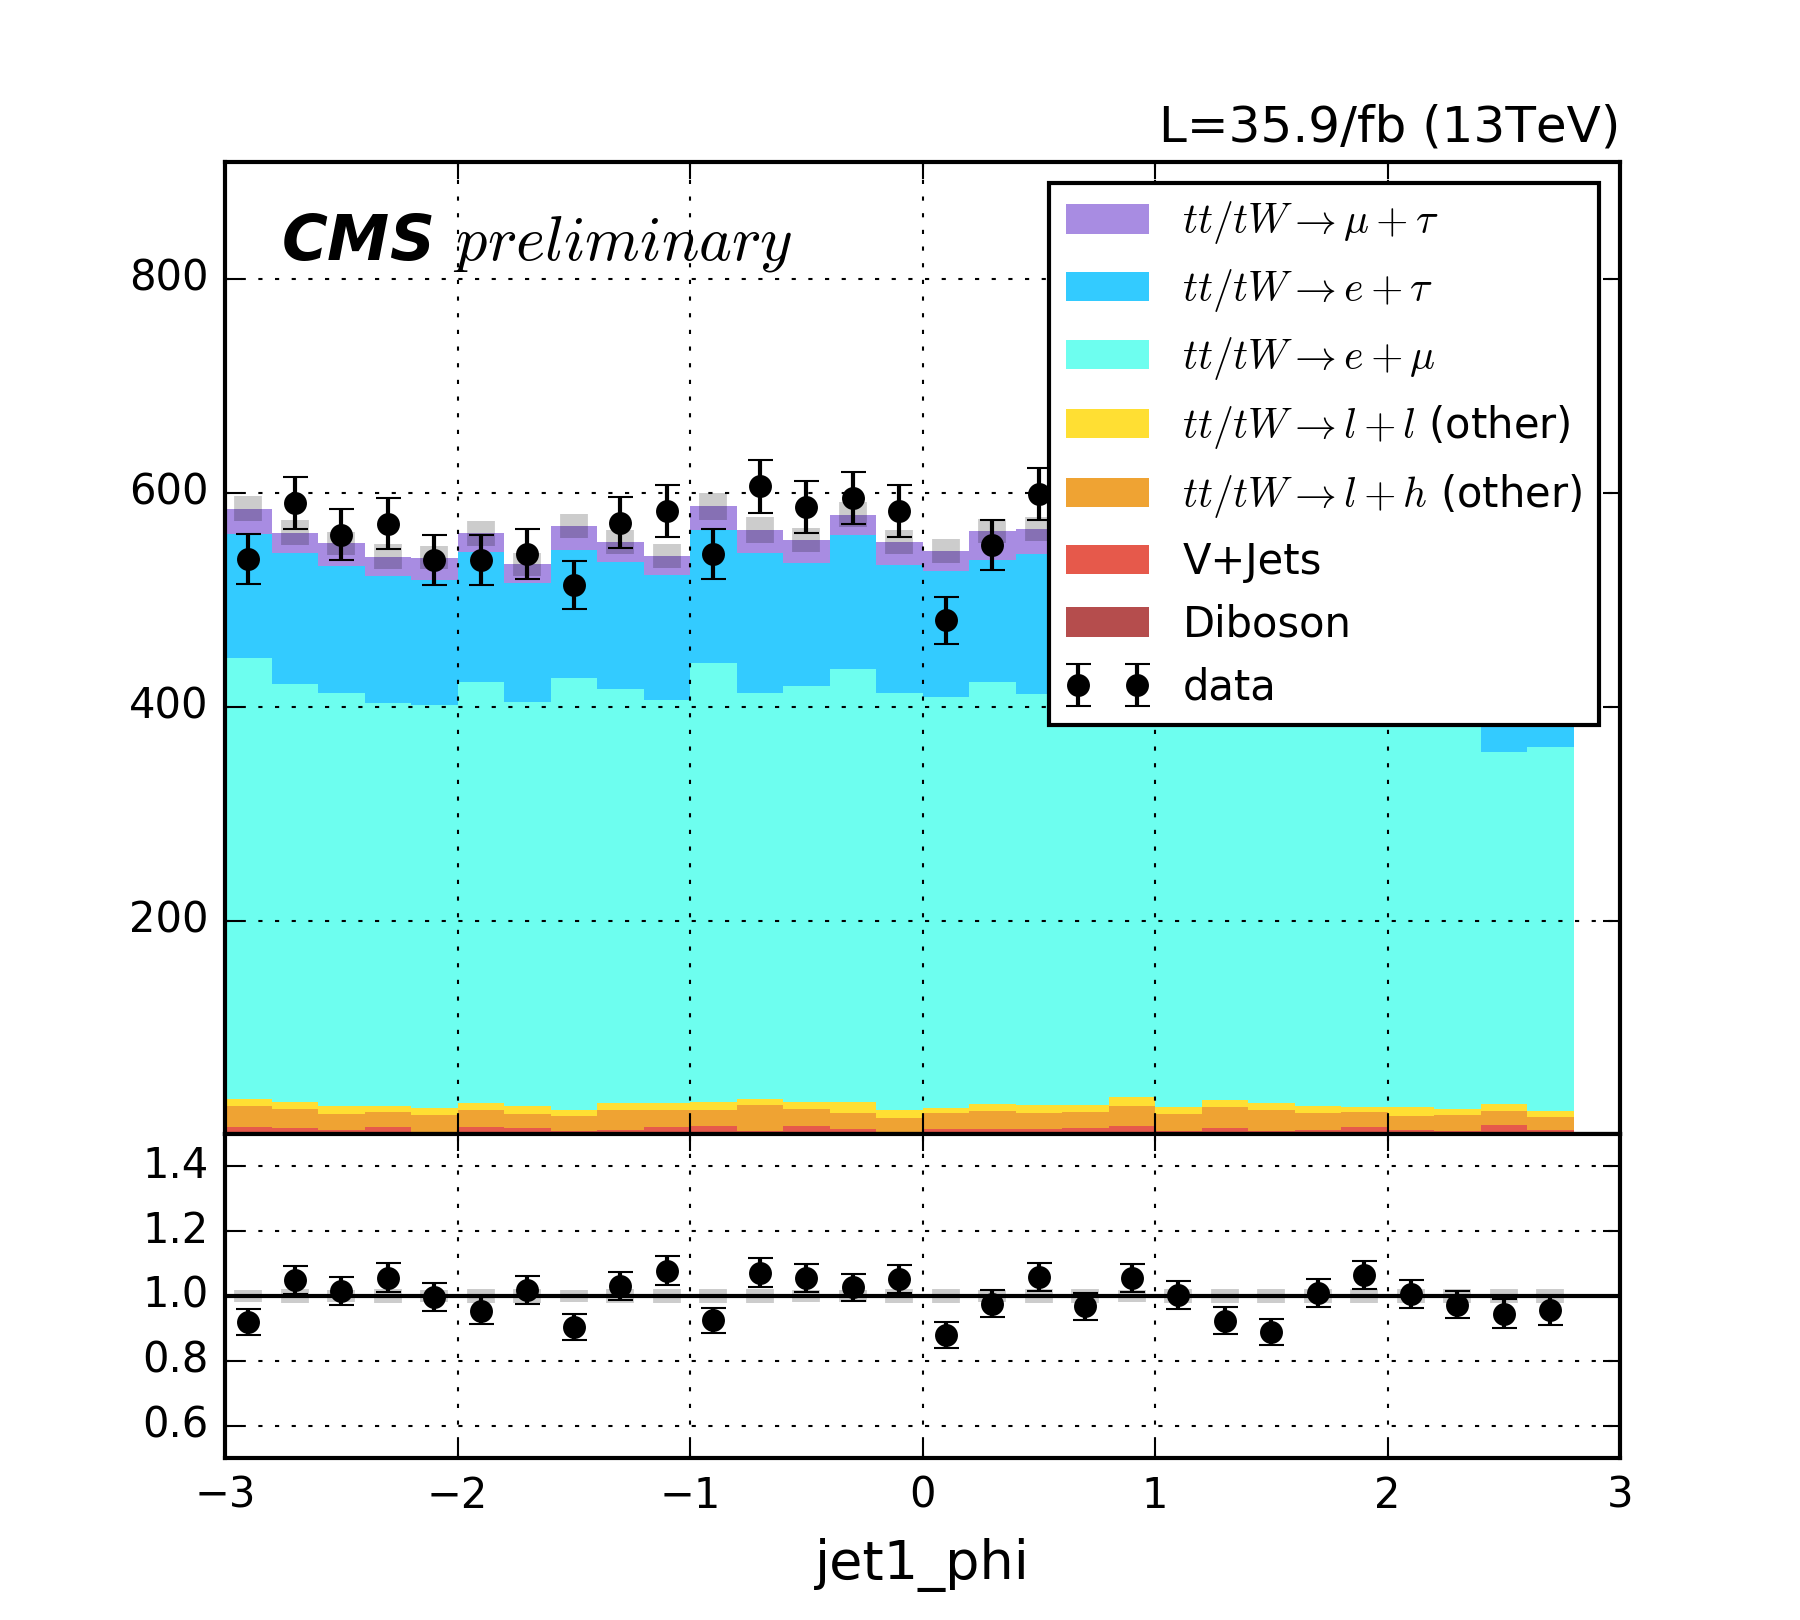 L=35.9/fb (13TeV)
CMS preliminary
tt/tW→μ+τ
tt/tW→e+τ
tt/tW→e+μ
tt/tW→l+l (other)
tt/tW→l+h (other)
V+Jets
Diboson
data
800
600
400
200
1.4
1.2
1.0
0.8
0.6
−3 −2 −1 0 1 2 3
jet1_phi